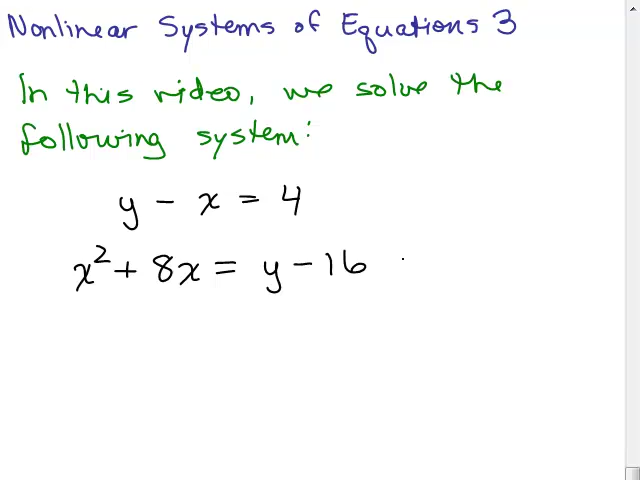 Nonlinear Systems of Equations 3
In this video, we solve the
following system:
y - x = 4
x² + 8x = y - 16